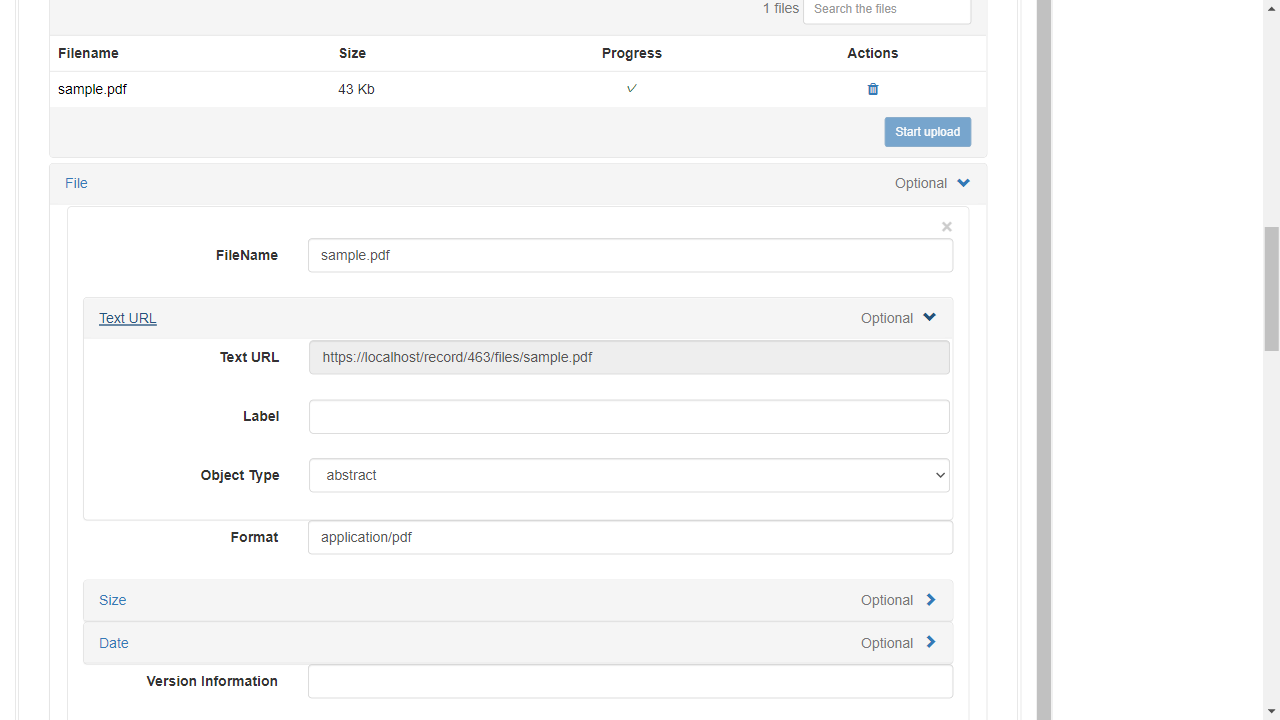 1 files Search the files
Filename Size Progress Actions
sample.pdf 43 Kb
Start upload
File Optional
FileName sample.pdf
Text URL Optional
Text URL https://localhost/record/463/files/sample.pdf
Label
Object Type abstract
Format application/pdf
Size Optional
Date Optional
Version Information